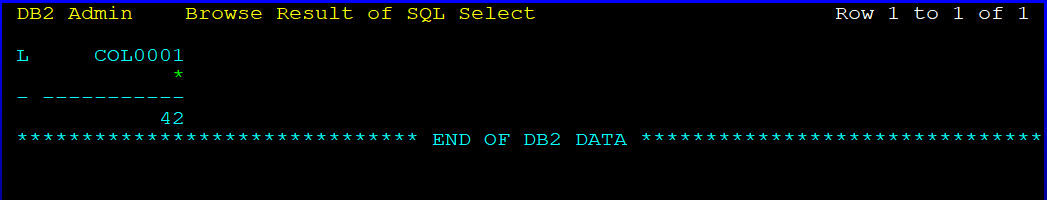 DB2 Admin    Browse Result of SQL Select                       Row 1 to 1 of 1
L     COL0001
*
- -----------
42
******************************* END OF DB2 DATA *******************************